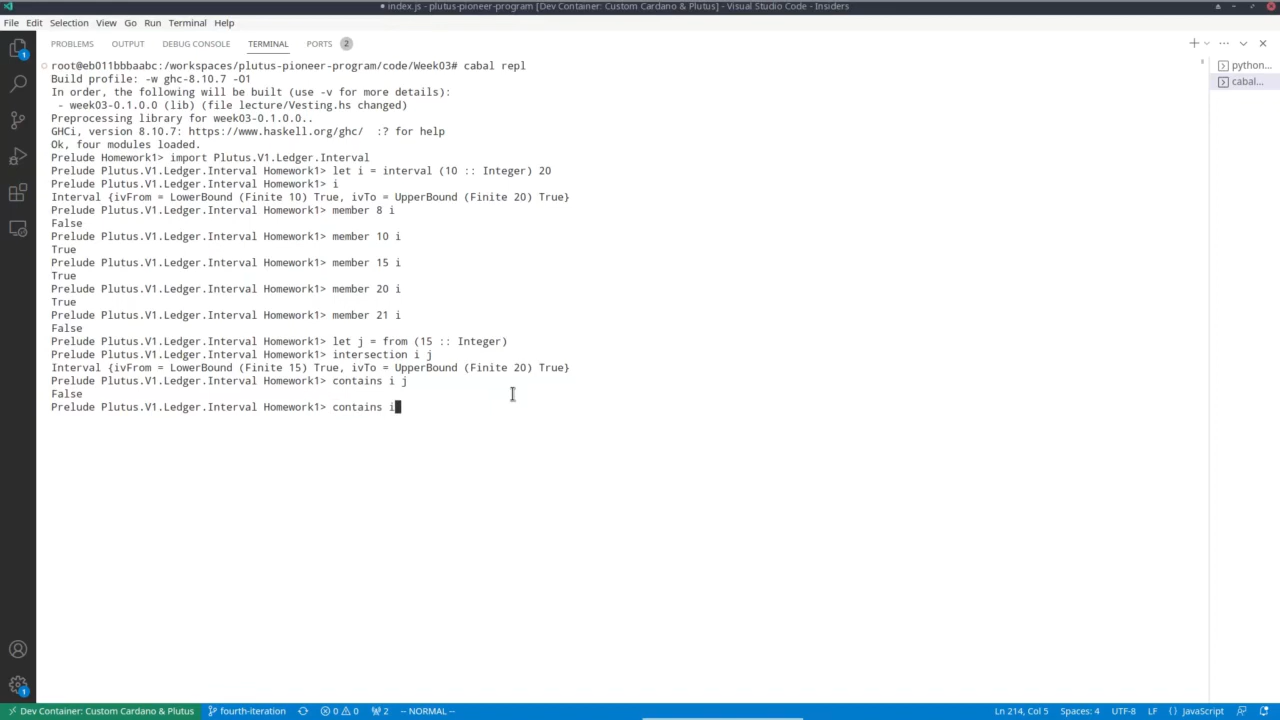 index.js - plutus-pioneer-program [Dev Container: Custom Cardano & Plutus] - Visual Studio Code - Insiders
File Edit Selection View Go Run Terminal Help
PROBLEMS OUTPUT DEBUG CONSOLE TERMINAL PORTS 2
root@eb011bbbaabc:/workspaces/plutus-pioneer-program/code/Week03# cabal repl
Build profile: -w ghc-8.10.7 -O1
In order, the following will be built (use -v for more details):
- week03-0.1.0.0 (lib) (file lecture/Vesting.hs changed)
Preprocessing library for week03-0.1.0.0..
GHCi, version 8.10.7: https://www.haskell.org/ghc/  :? for help
Ok, four modules loaded.
Prelude Homework1> import Plutus.V1.Ledger.Interval
Prelude Plutus.V1.Ledger.Interval Homework1> let i = interval (10 :: Integer) 20
Prelude Plutus.V1.Ledger.Interval Homework1> i
Interval {ivFrom = LowerBound (Finite 10) True, ivTo = UpperBound (Finite 20) True}
Prelude Plutus.V1.Ledger.Interval Homework1> member 8 i
False
Prelude Plutus.V1.Ledger.Interval Homework1> member 10 i
True
Prelude Plutus.V1.Ledger.Interval Homework1> member 15 i
True
Prelude Plutus.V1.Ledger.Interval Homework1> member 20 i
True
Prelude Plutus.V1.Ledger.Interval Homework1> member 21 i
False
Prelude Plutus.V1.Ledger.Interval Homework1> let j = from (15 :: Integer)
Prelude Plutus.V1.Ledger.Interval Homework1> intersection i j
Interval {ivFrom = LowerBound (Finite 15) True, ivTo = UpperBound (Finite 20) True}
Prelude Plutus.V1.Ledger.Interval Homework1> contains i j
False
Prelude Plutus.V1.Ledger.Interval Homework1> contains i
python...
cabal...
1
1
Dev Container: Custom Cardano & Plutus fourth-iteration 0 0 2 -- NORMAL -- Ln 214, Col 5 Spaces: 4 UTF-8 LF { } JavaScript